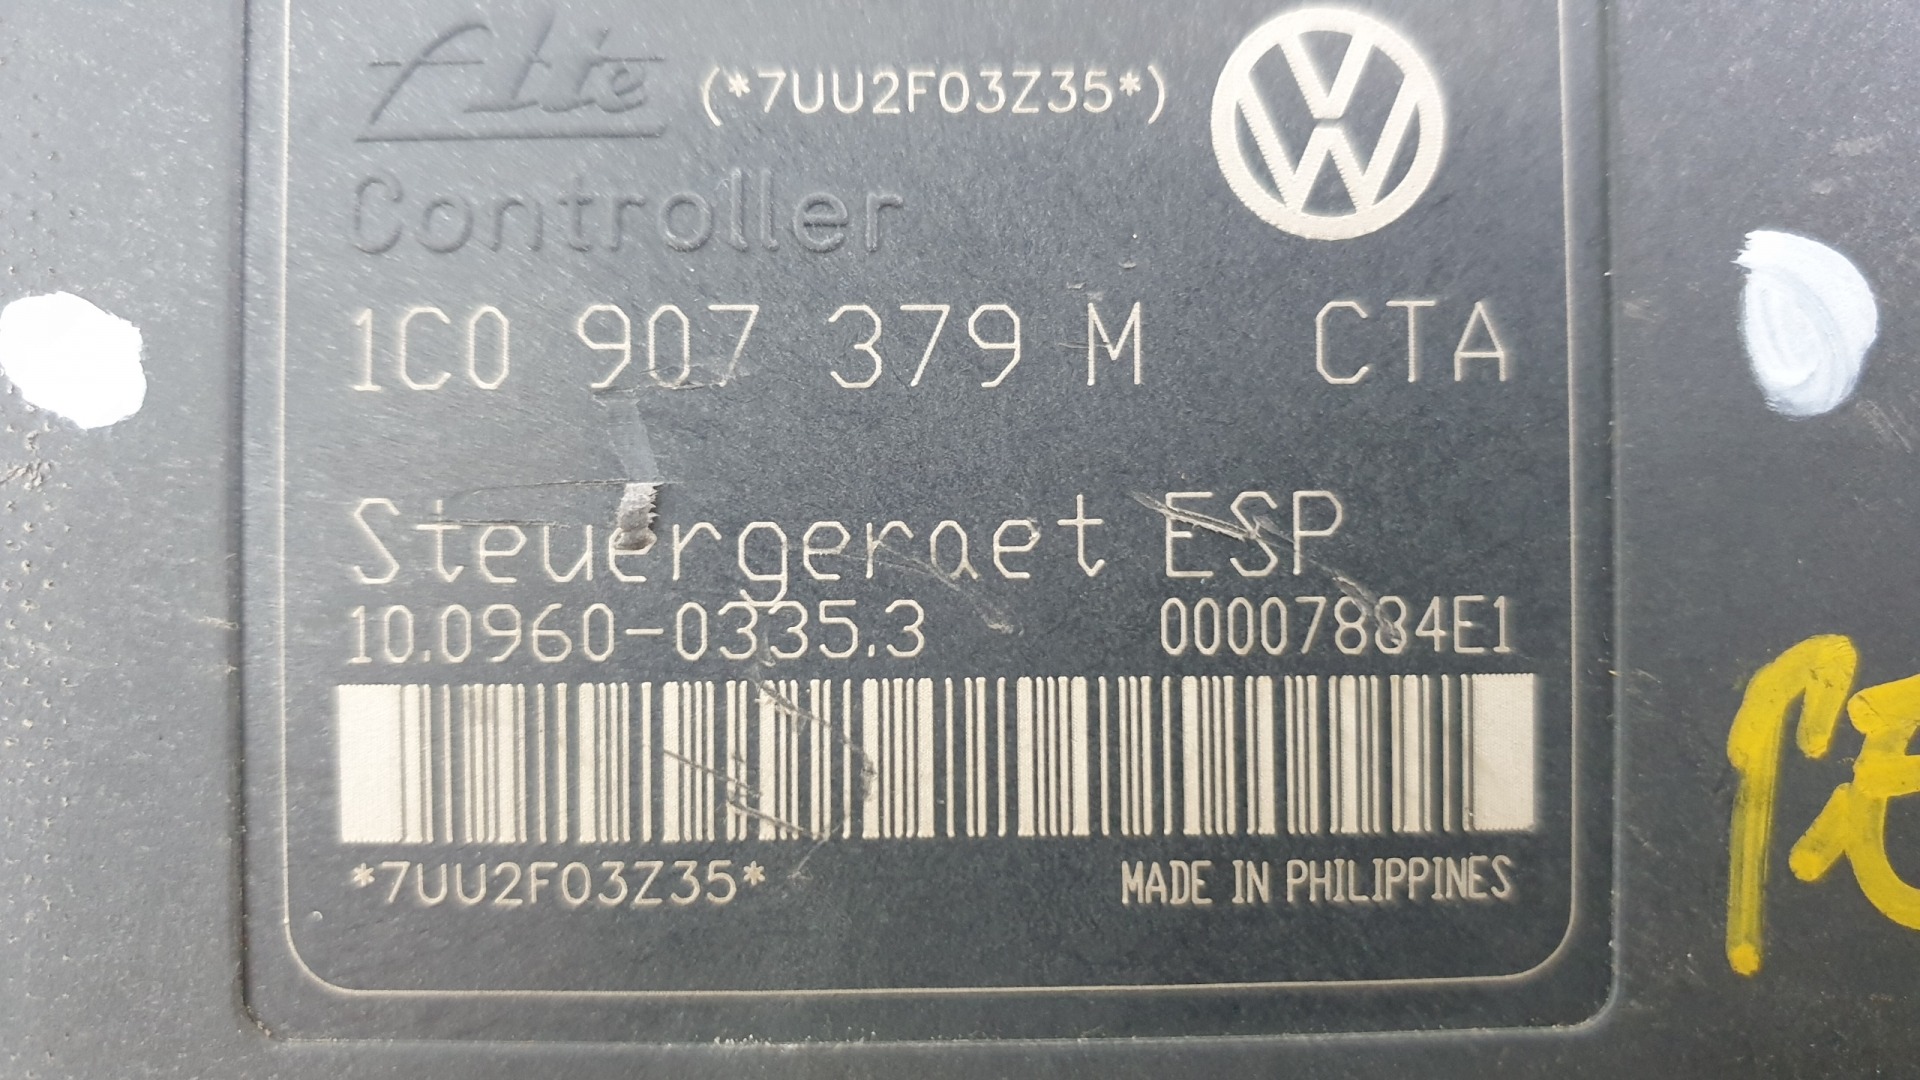 Ate (*7UU2F03Z35*)
Controller
1C0 907 379 M CTA
Steuergeraet ESP
10.0960-0335.3 00007884E1
*7UU2F03Z35* MADE IN PHILIPPINES